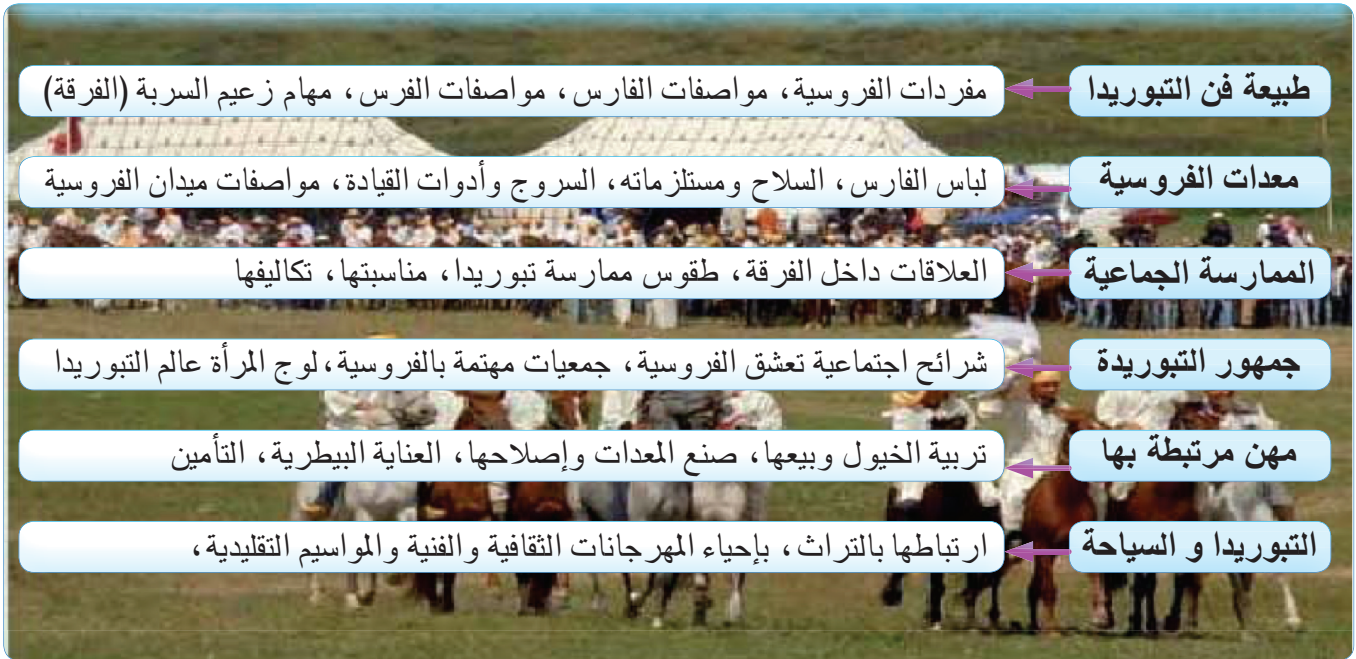 طبيعة فن التبوريدا
مفردات الفروسية، مواصفات الفارس، مواصفات الفرس، مهام زعيم السربة (الفرقة)
معدات الفروسية
لباس الفارس، السلاح ومستلزماته، السروج وأدوات القيادة، مواصفات ميدان الفروسية
الممارسة الجماعية
العلاقات داخل الفرقة، طقوس ممارسة تبوريدا، مناسبتها، تكاليفها
جمهور التبوريدة
شرائح اجتماعية تعشق الفروسية، جمعيات مهتمة بالفروسية،لوج المرأة عالم التبوريدا
مهن مرتبطة بها
تربية الخيول وبيعها، صنع المعدات وإصلاحها، العناية البيطرية، التأمين
التبوريدا و السياحة
ارتباطها بالتراث، بإحياء المهرجانات الثقافية والفنية والمواسيم التقليدية،